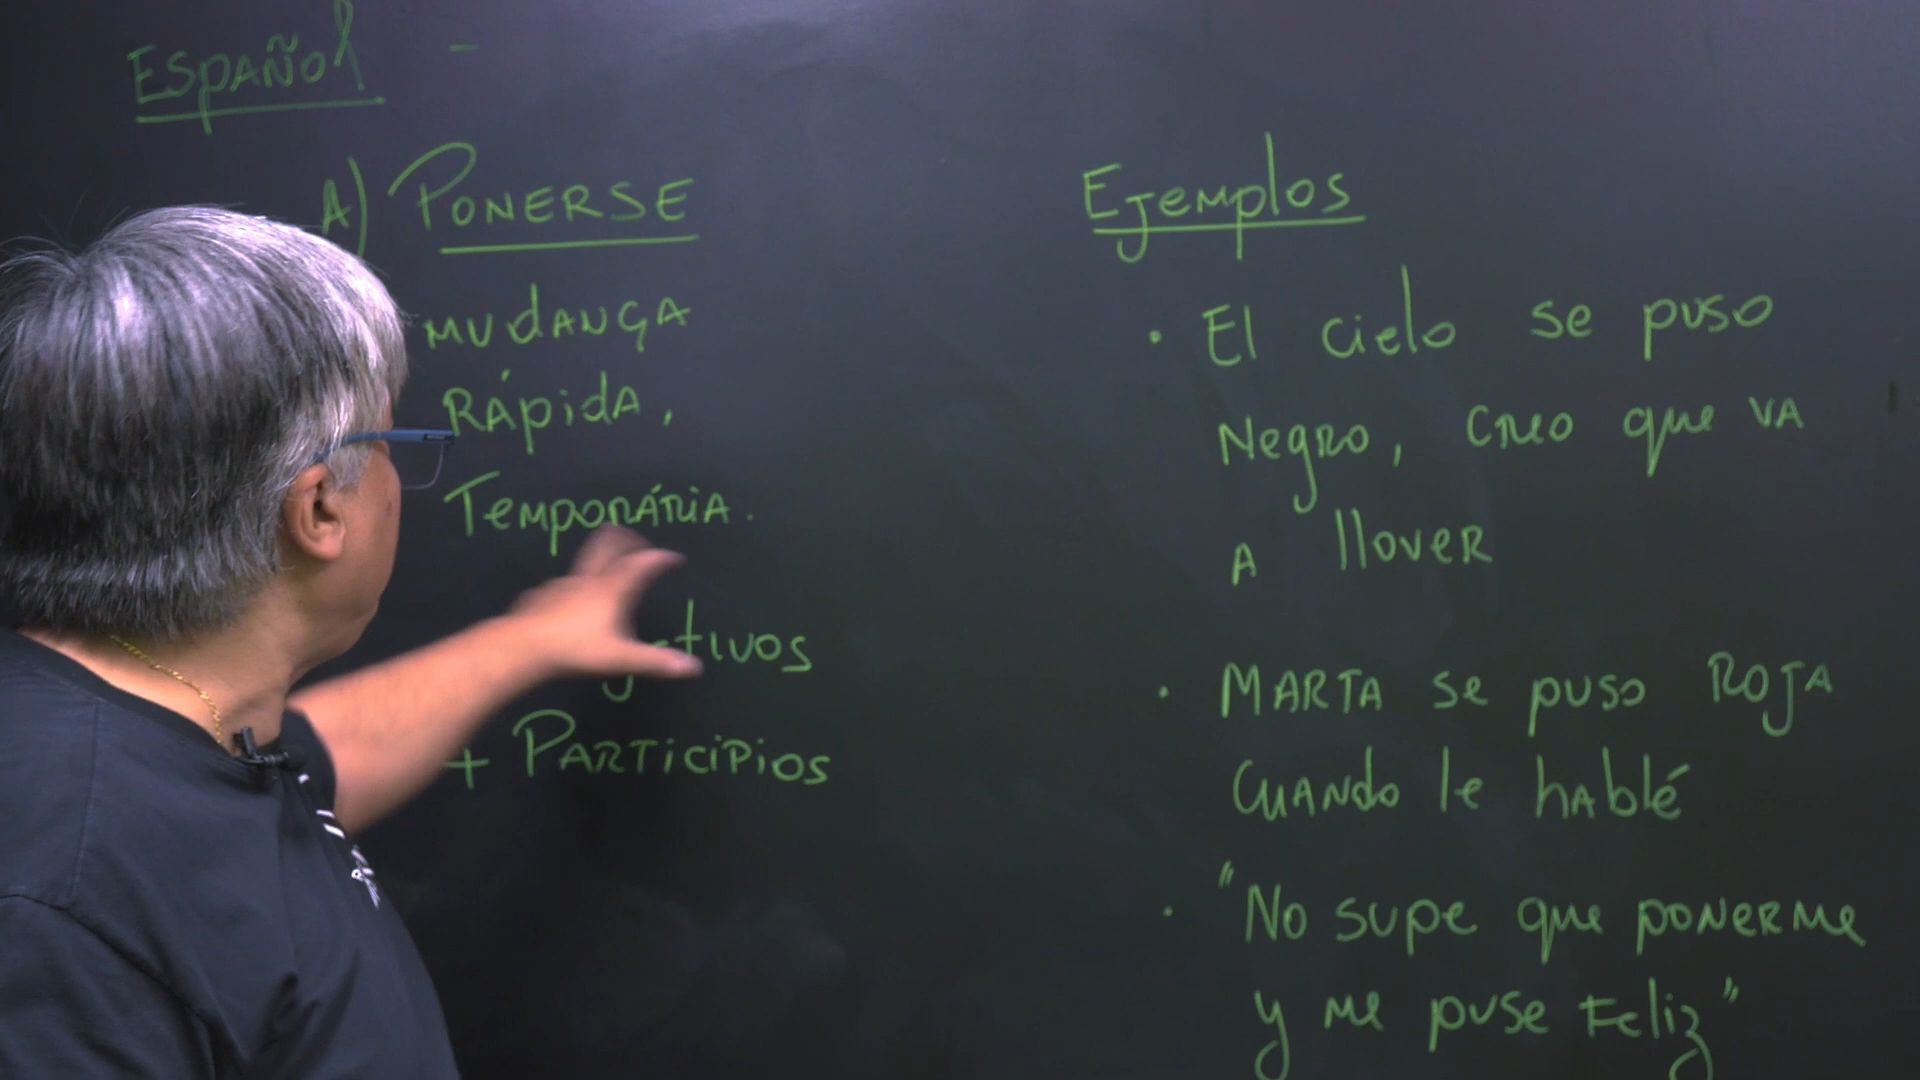 Español -
A) Ponerse
mudança
rápida,
temporária.
+ Participios
Ejemplos
• El cielo se puso
negro, creo que va
a llover
• Marta se puso roja
cuando le hablé
• "No supe que ponerme
y me puse feliz"